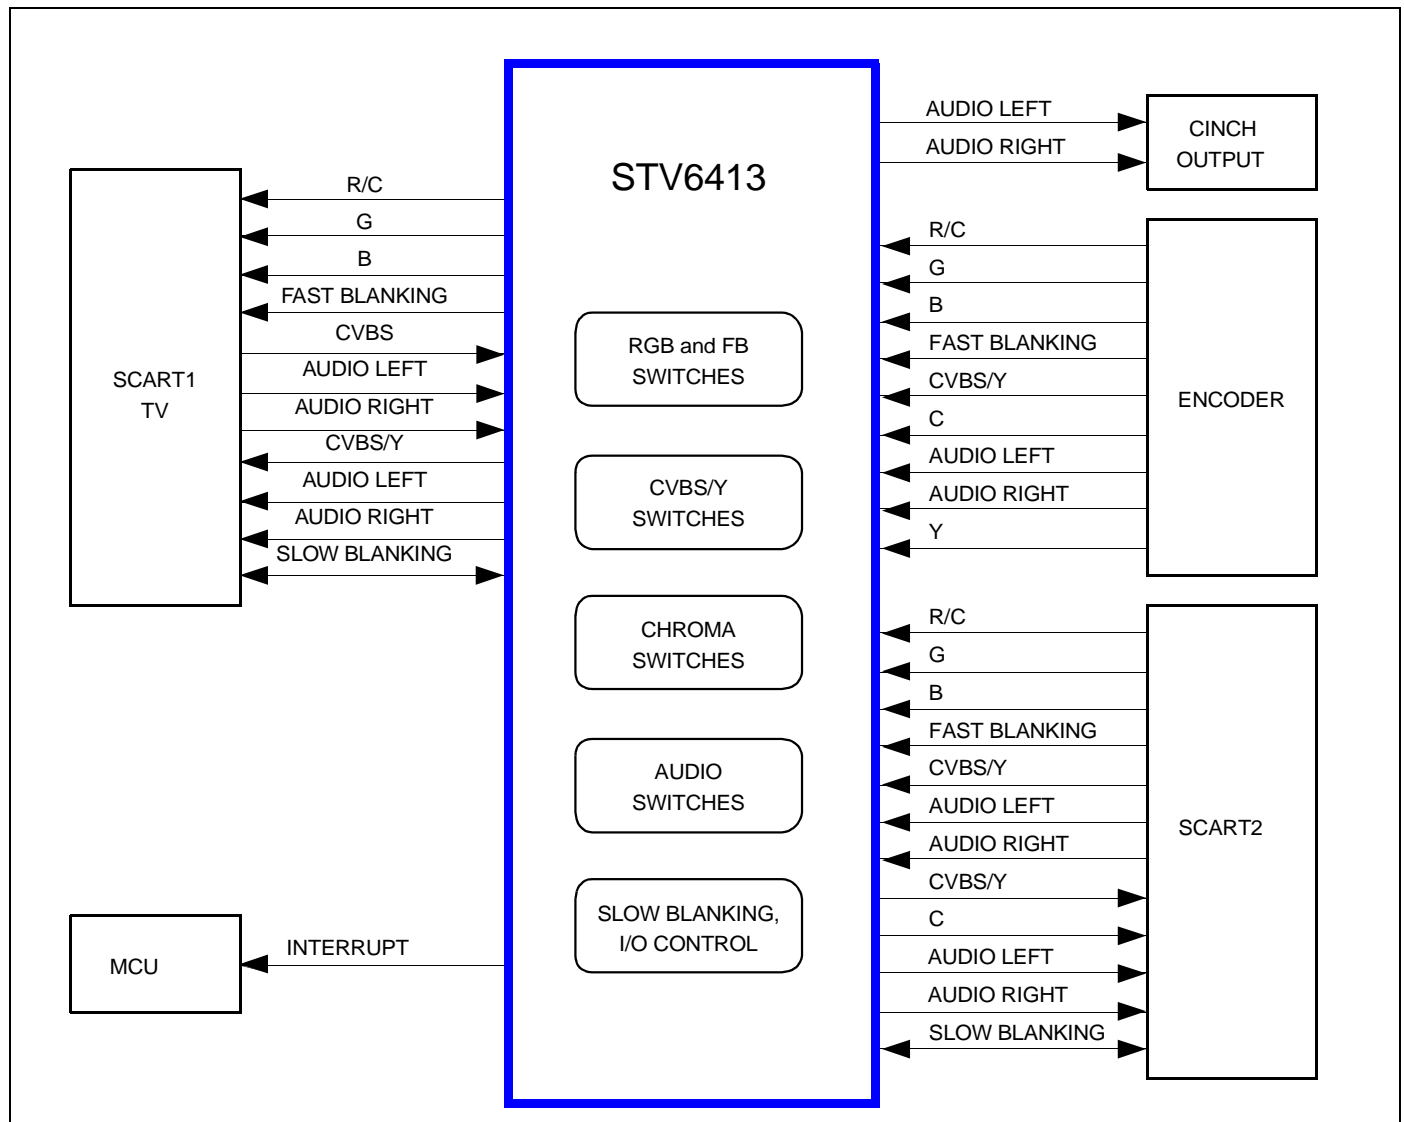 STV6413
RGB and FB
SWITCHES
CVBS/Y
SWITCHES
CHROMA
SWITCHES
AUDIO
SWITCHES
SLOW BLANKING,
I/O CONTROL
SCART1
TV
R/C
G
B
FAST BLANKING
CVBS
AUDIO LEFT
AUDIO RIGHT
CVBS/Y
AUDIO LEFT
AUDIO RIGHT
SLOW BLANKING
MCU
INTERRUPT
AUDIO LEFT
AUDIO RIGHT
CINCH
OUTPUT
R/C
G
B
FAST BLANKING
CVBS/Y
C
AUDIO LEFT
AUDIO RIGHT
Y
ENCODER
R/C
G
B
FAST BLANKING
CVBS/Y
AUDIO LEFT
AUDIO RIGHT
CVBS/Y
C
AUDIO LEFT
AUDIO RIGHT
SLOW BLANKING
SCART2